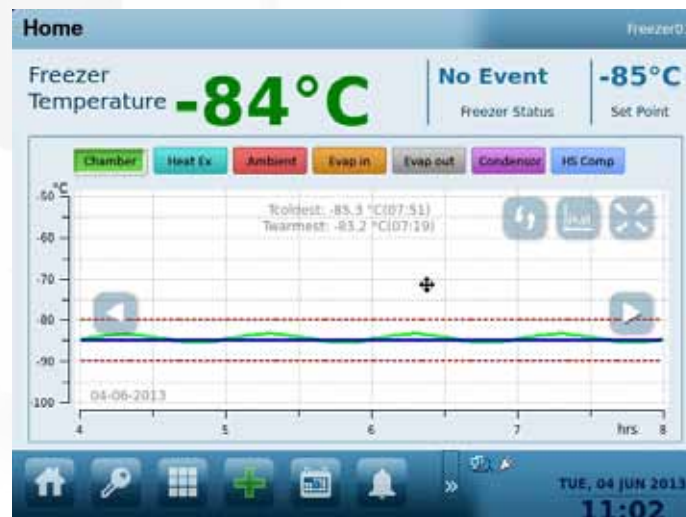 Home
Freezer
Temperature
-84°C
No Event
Freezer Status
-85°C
Set Point
Chamber Heat Ex Ambient Evap in Evap out Condensor HS Comp
°C
Tcoldest: -85.3 °C(07:51)
Twarmest: -83.2 °C(07:19)
-50
-60
-70
-80
-90
-100
04-06-2013
4 5 6 7 hrs 8
TUE, 04 JUN 2013
11:02